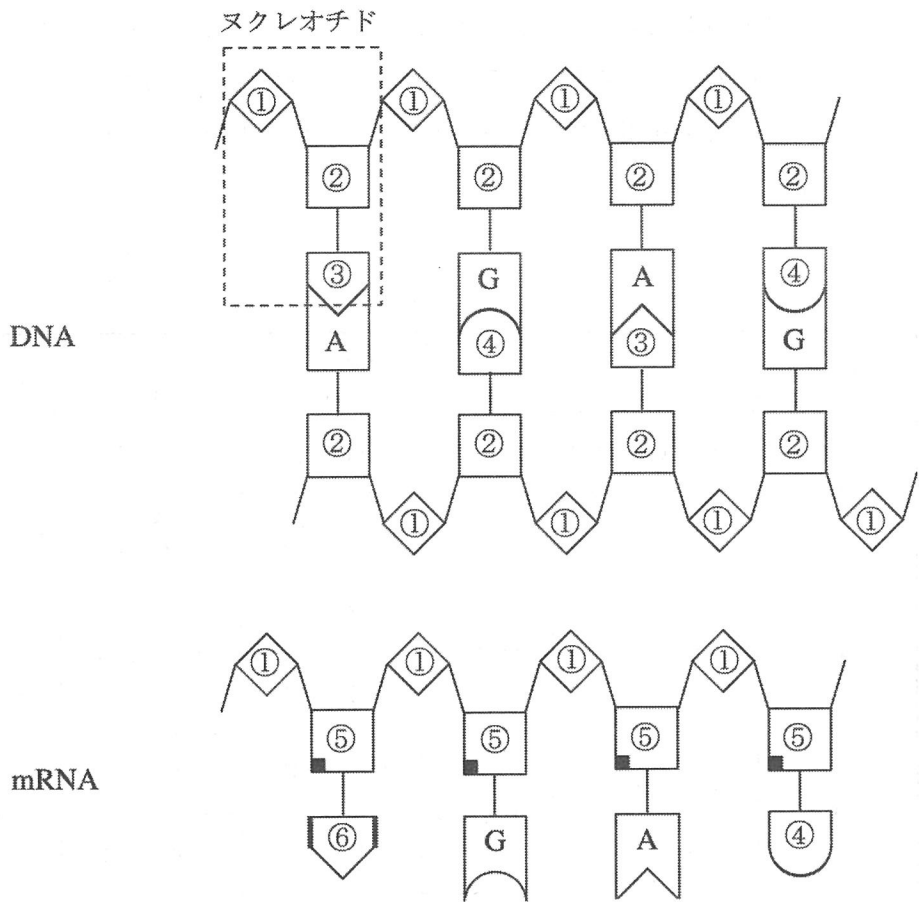 ヌクレオチド
① ① ① ①
② ② ② ②
③ G A ④
DNA
A ④ ③ G
② ② ② ②
① ① ① ①
① ① ① ①
⑤ ⑤ ⑤ ⑤
mRNA
⑥ G A ④